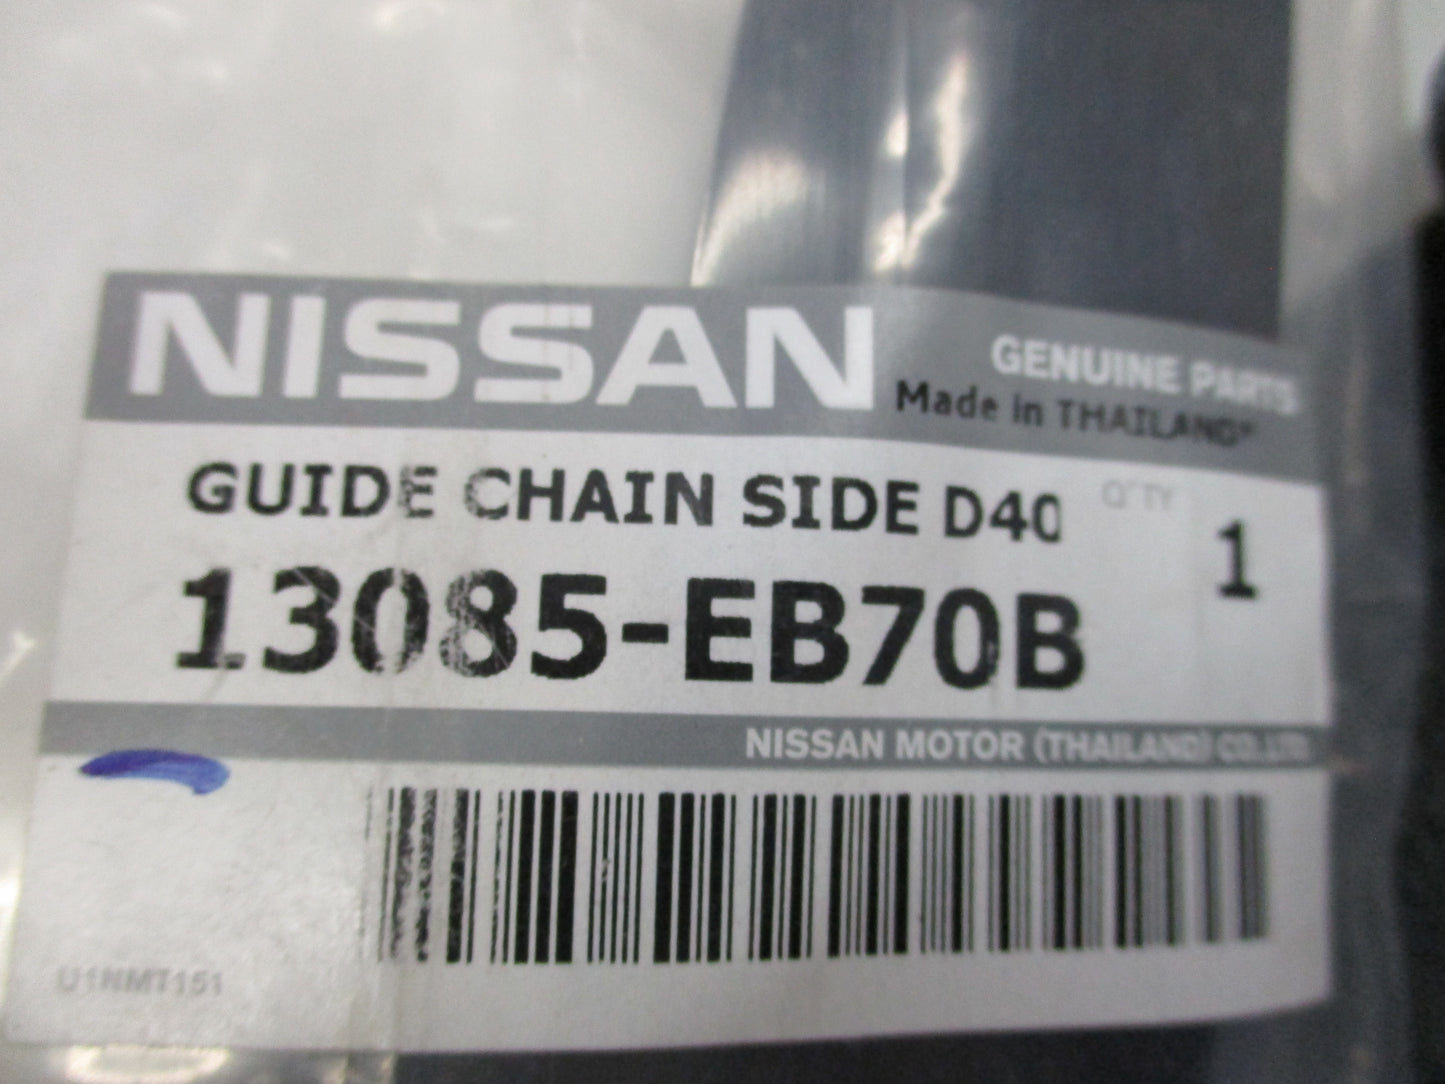 NISSAN
GENUINE PARTS
Made in THAILAND*
GUIDE CHAIN SIDE D40
Q'TY
1
13085-EB70B
NISSAN MOTOR (THAILAND) CO.,LTD
U1NMT151